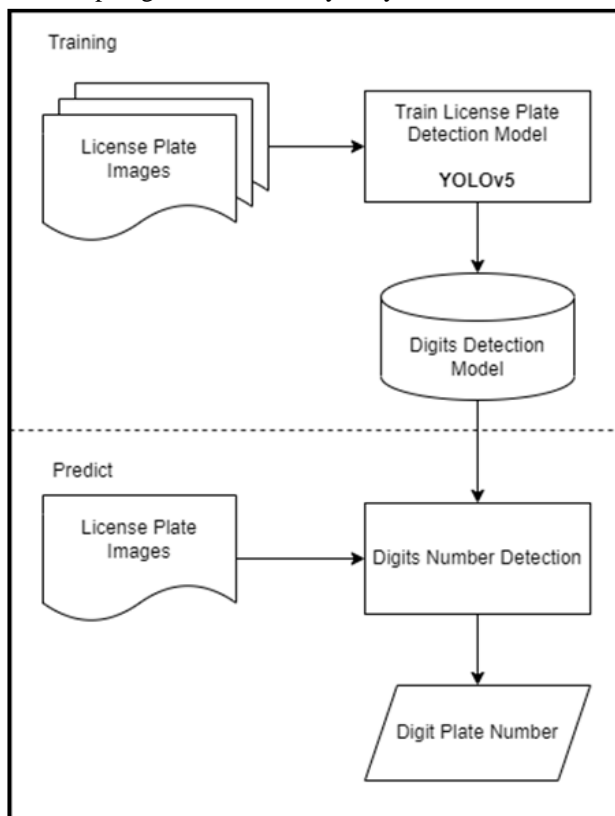 Training
License Plate
Images
Train License Plate
Detection Model
YOLOv5
Digits Detection
Model
Predict
License Plate
Images
Digits Number Detection
Digit Plate Number